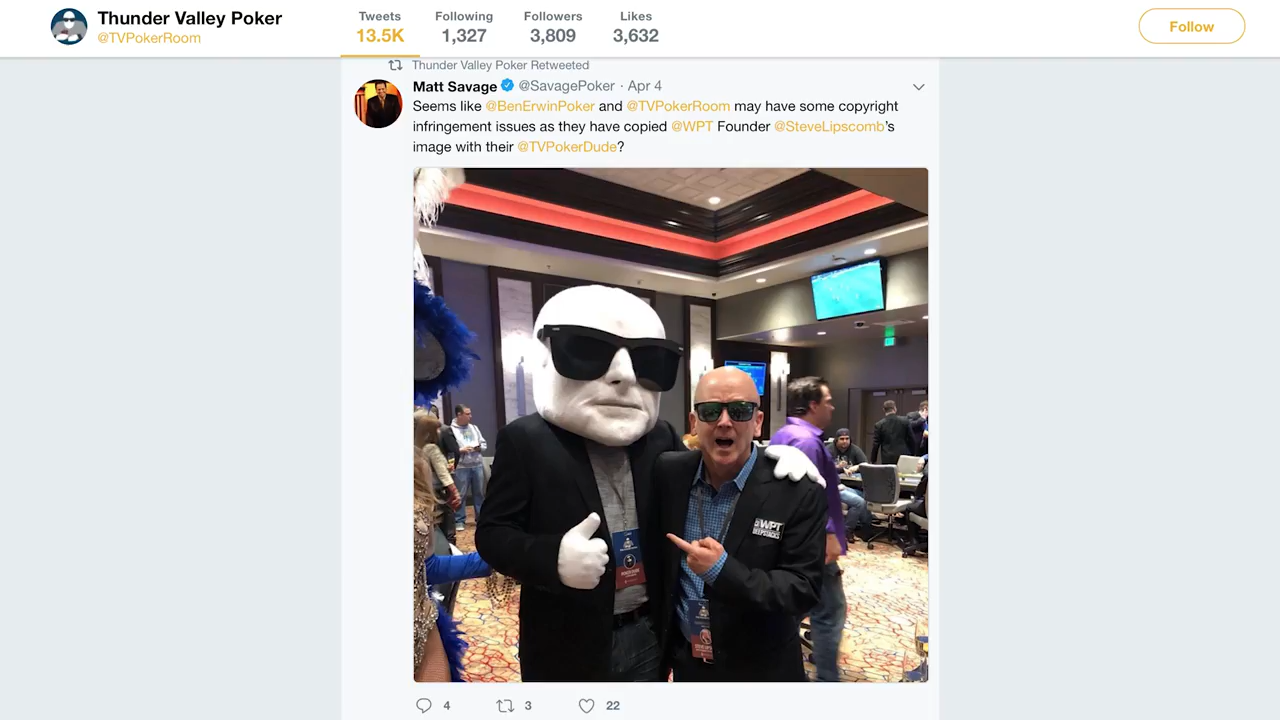 Thunder Valley Poker
@TVPokerRoom
Tweets
13.5K
Following
1,327
Followers
3,809
Likes
3,632
Follow
Thunder Valley Poker Retweeted
Matt Savage @SavagePoker · Apr 4
Seems like @BenErwinPoker and @TVPokerRoom may have some copyright
infringement issues as they have copied @WPT Founder @SteveLipscomb’s
image with their @TVPokerDude?
WPT
DEEPSTACKS
4
3
22